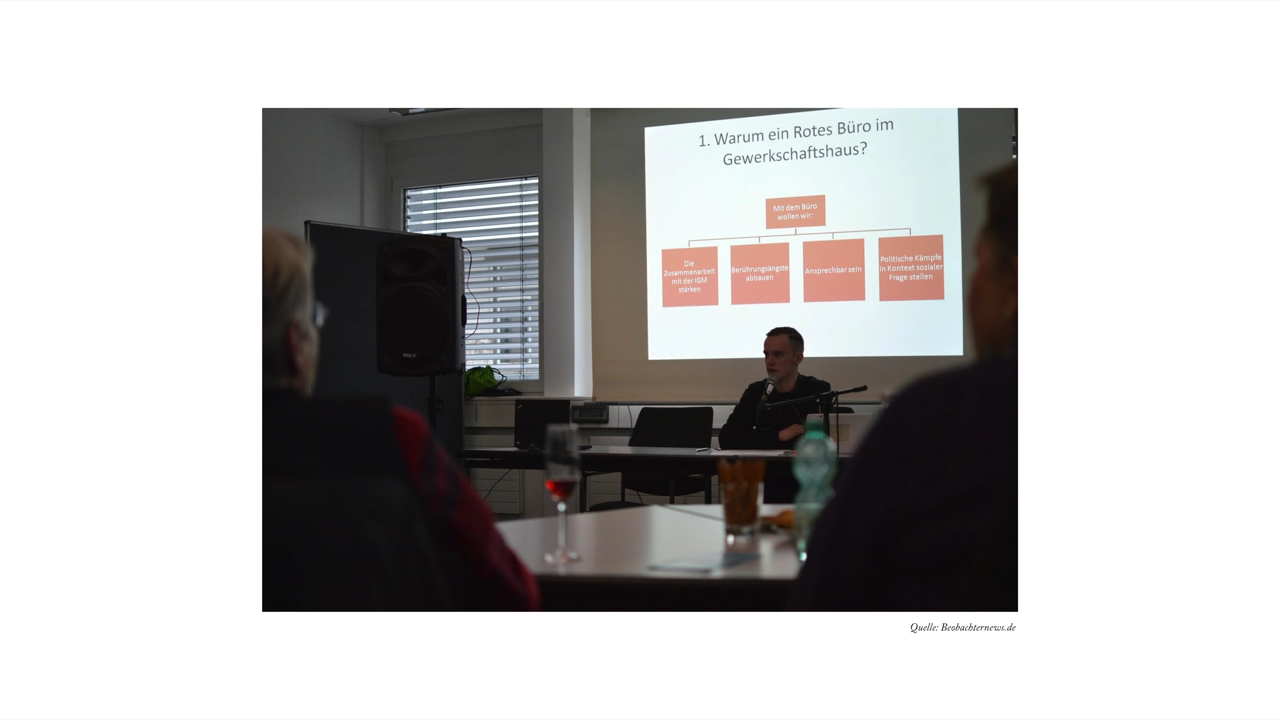 1. Warum ein Rotes Büro im
Gewerkschaftshaus?
Mit dem Büro
wollen wir:
Die
Zusammenarbeit
mit der IGM
stärken
Berührungsängste
abbauen
Ansprechbar sein
Politische Kämpfe
in Kontext sozialer
Frage stellen
Quelle: Beobachternews.de